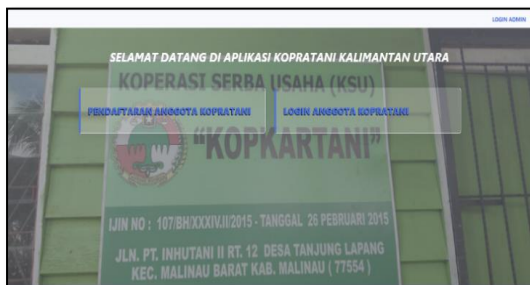 LOGIN ADMIN
SELAMAT DATANG DI APLIKASI KOPRATANI KALIMANTAN UTARA
KOPERASI SERBA USAHA (KSU)
PENDAFTARAN ANGGOTA KOPRATANI
LOGIN ANGGOTA KOPRATANI
"KOPKARTANI"
IJIN NO : 107/BH/XXXIV.II/2015 - TANGGAL 26 PEBRUARI 2015
JLN. PT. INHUTANI II RT. 12 DESA TANJUNG LAPANG
KEC. MALINAU BARAT KAB. MALINAU ( 77554 )